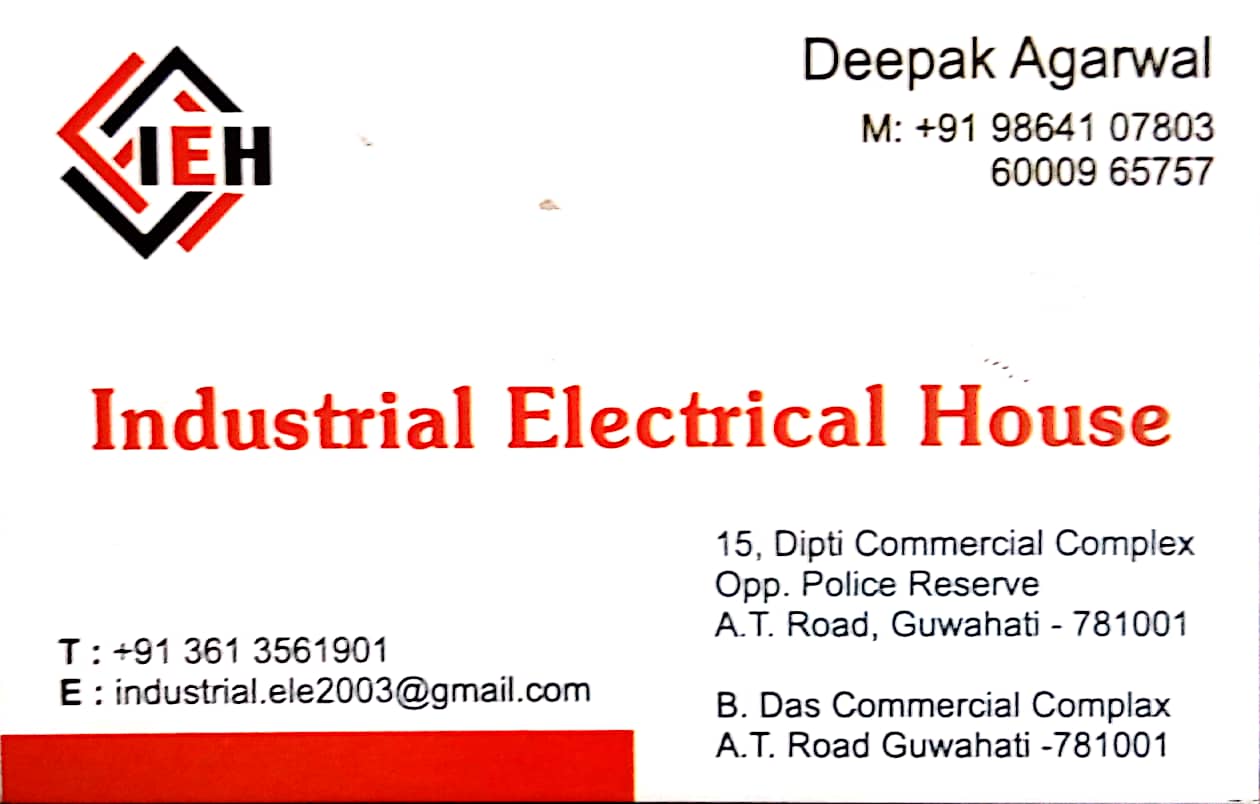 IEH
Deepak Agarwal
M: +91 98641 07803
60009 65757
Industrial Electrical House
15, Dipti Commercial Complex
Opp. Police Reserve
A.T. Road, Guwahati - 781001
T : +91 361 3561901
E : industrial.ele2003@gmail.com
B. Das Commercial Complax
A.T. Road Guwahati -781001